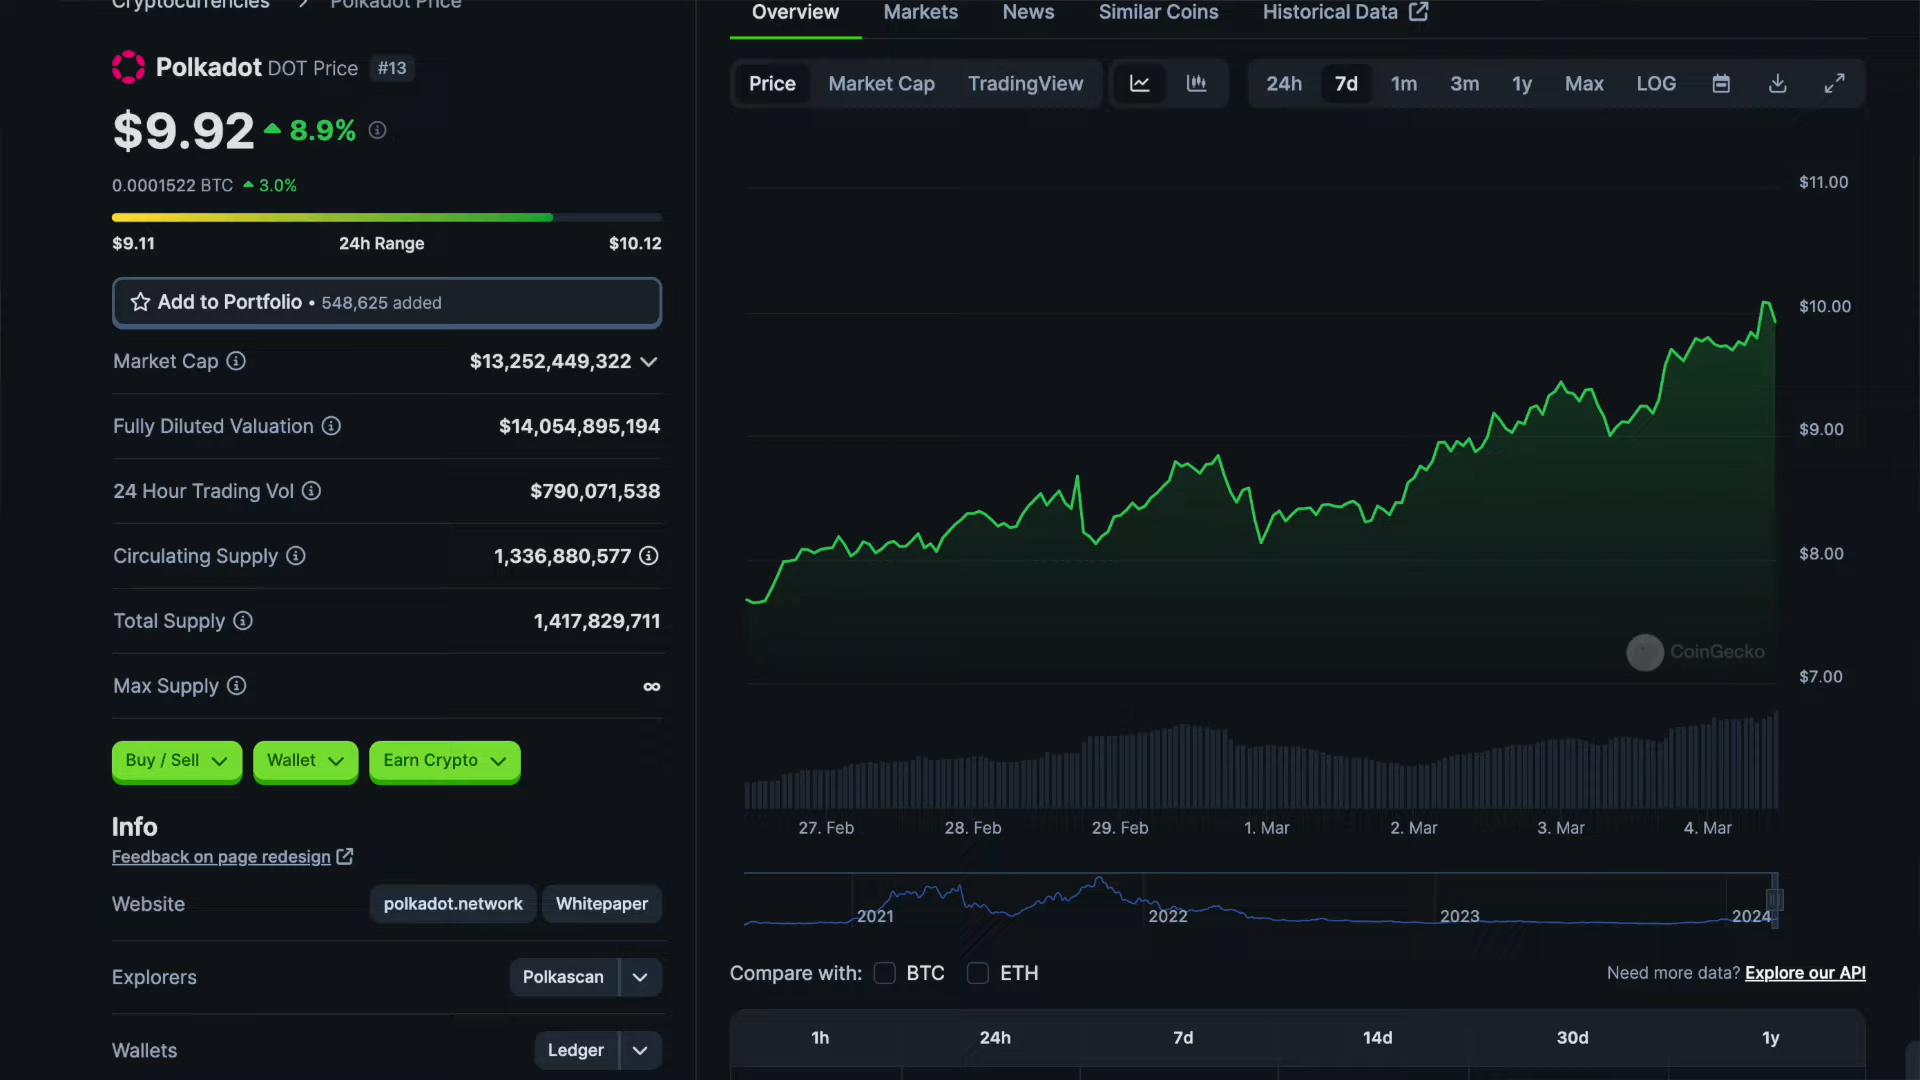 Cryptocurrencies > Polkadot Price
Polkadot DOT Price #13
$9.92 8.9%
0.0001522 BTC 3.0%
$9.11 24h Range $10.12
Add to Portfolio • 548,625 added
Market Cap $13,252,449,322
Fully Diluted Valuation $14,054,895,194
24 Hour Trading Vol $790,071,538
Circulating Supply 1,336,880,577
Total Supply 1,417,829,711
Max Supply ∞
Buy / Sell Wallet Earn Crypto
Info
Feedback on page redesign
Website polkadot.network Whitepaper
Explorers Polkascan
Wallets Ledger
Overview Markets News Similar Coins Historical Data
Price Market Cap TradingView 24h 7d 1m 3m 1y Max LOG
$11.00
$10.00
$9.00
$8.00
CoinGecko
$7.00
27. Feb 28. Feb 29. Feb 1. Mar 2. Mar 3. Mar 4. Mar
2021 2022 2023 2024
Compare with: BTC ETH Need more data? Explore our API
1h 24h 7d 14d 30d 1y